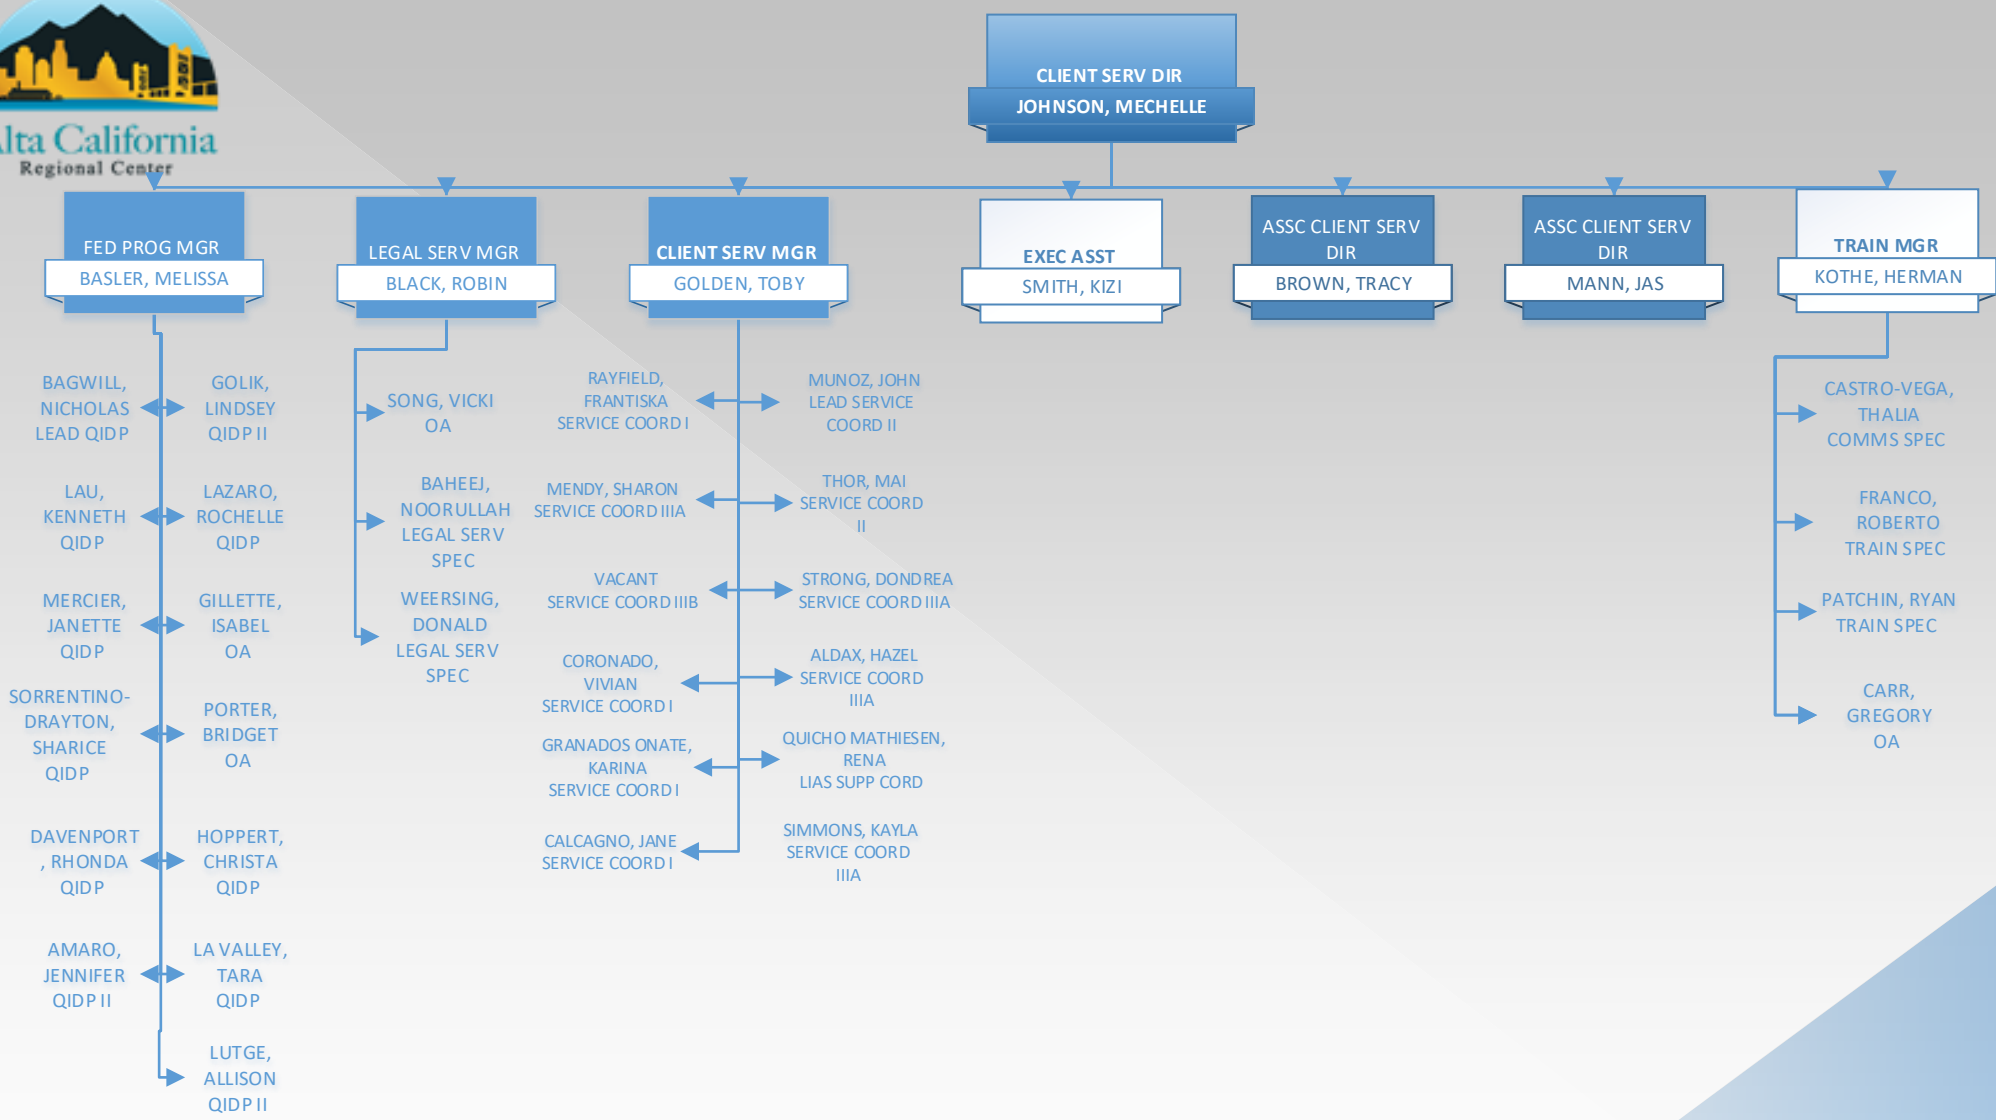 lta California
Regional Center
CLIENT SERV DIR
JOHNSON, MECHELLE
FED PROG MGR
BASLER, MELISSA
LEGAL SERV MGR
BLACK, ROBIN
CLIENT SERV MGR
GOLDEN, TOBY
EXEC ASST
SMITH, KIZI
ASSC CLIENT SERV
DIR
BROWN, TRACY
ASSC CLIENT SERV
DIR
MANN, JAS
TRAIN MGR
KOTHE, HERMAN
BAGWILL,
NICHOLAS
LEAD QIDP
GOLIK,
LINDSEY
QIDP II
LAU,
KENNETH
QIDP
LAZARO,
ROCHELLE
QIDP
MERCIER,
JANETTE
QIDP
GILLETTE,
ISABEL
OA
SORRENTINO-
DRAYTON,
SHARICE
QIDP
PORTER,
BRIDGET
OA
DAVENPORT
, RHONDA
QIDP
HOPPERT,
CHRISTA
QIDP
AMARO,
JENNIFER
QIDP II
LA VALLEY,
TARA
QIDP
LUTGE,
ALLISON
QIDP II
SONG, VICKI
OA
BAHEEJ,
NOORULLAH
LEGAL SERV
SPEC
WEERSING,
DONALD
LEGAL SERV
SPEC
RAYFIELD,
FRANTISKA
SERVICE COORD I
MUNOZ, JOHN
LEAD SERVICE
COORD II
MENDY, SHARON
SERVICE COORD IIIA
THOR, MAI
SERVICE COORD
II
VACANT
SERVICE COORD IIIB
STRONG, DONDREA
SERVICE COORD IIIA
CORONADO,
VIVIAN
SERVICE COORD I
ALDAX, HAZEL
SERVICE COORD
IIIA
GRANADOS ONATE,
KARINA
SERVICE COORD I
QUICHO MATHIESEN,
RENA
LIAS SUPP CORD
CALCAGNO, JANE
SERVICE COORD I
SIMMONS, KAYLA
SERVICE COORD
IIIA
CASTRO-VEGA,
THALIA
COMMS SPEC
FRANCO,
ROBERTO
TRAIN SPEC
PATCHIN, RYAN
TRAIN SPEC
CARR,
GREGORY
OA